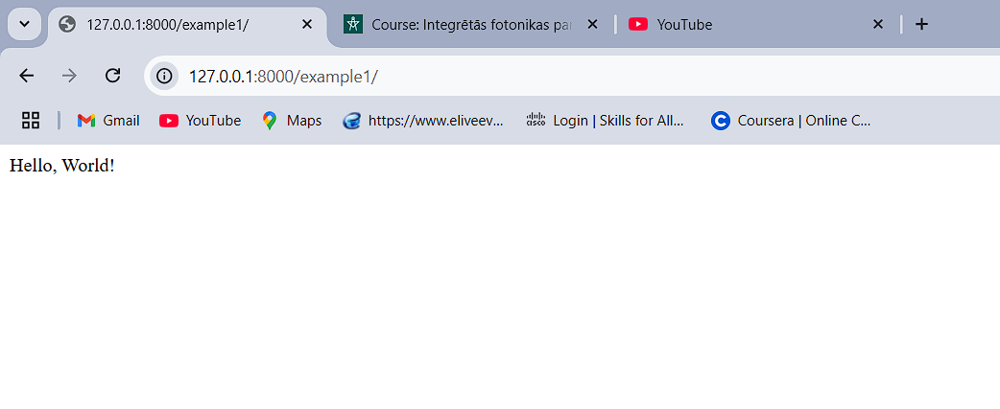 127.0.0.1:8000/example1/ Course: Integrētās fotonikas par YouTube
127.0.0.1:8000/example1/
Gmail YouTube Maps https://www.eliveev... CISCO Login | Skills for All... Coursera | Online C...
Hello, World!